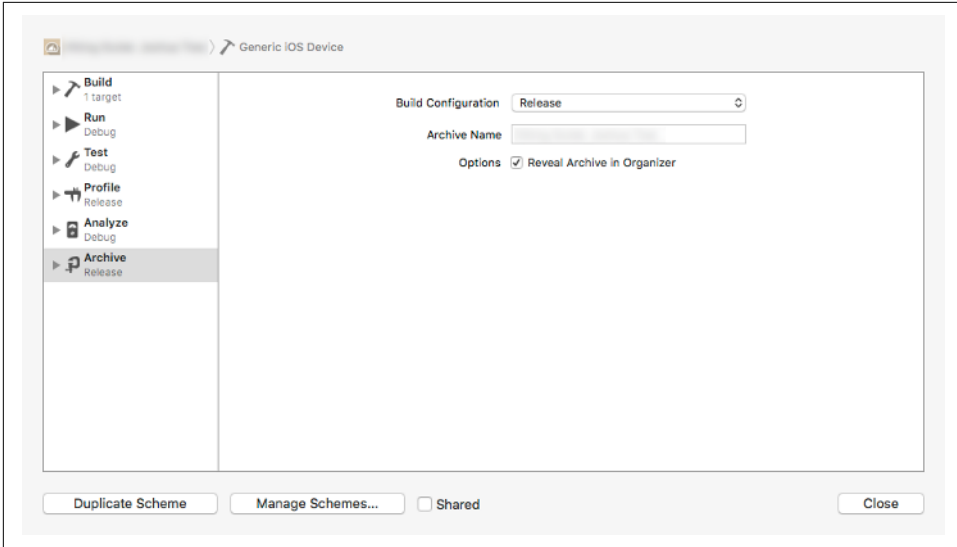 Generic iOS Device
Build
1 target
Run
Debug
Test
Debug
Profile
Release
Analyze
Debug
Archive
Release
Build Configuration Release
Archive Name
Options Reveal Archive in Organizer
Duplicate Scheme Manage Schemes... Shared Close